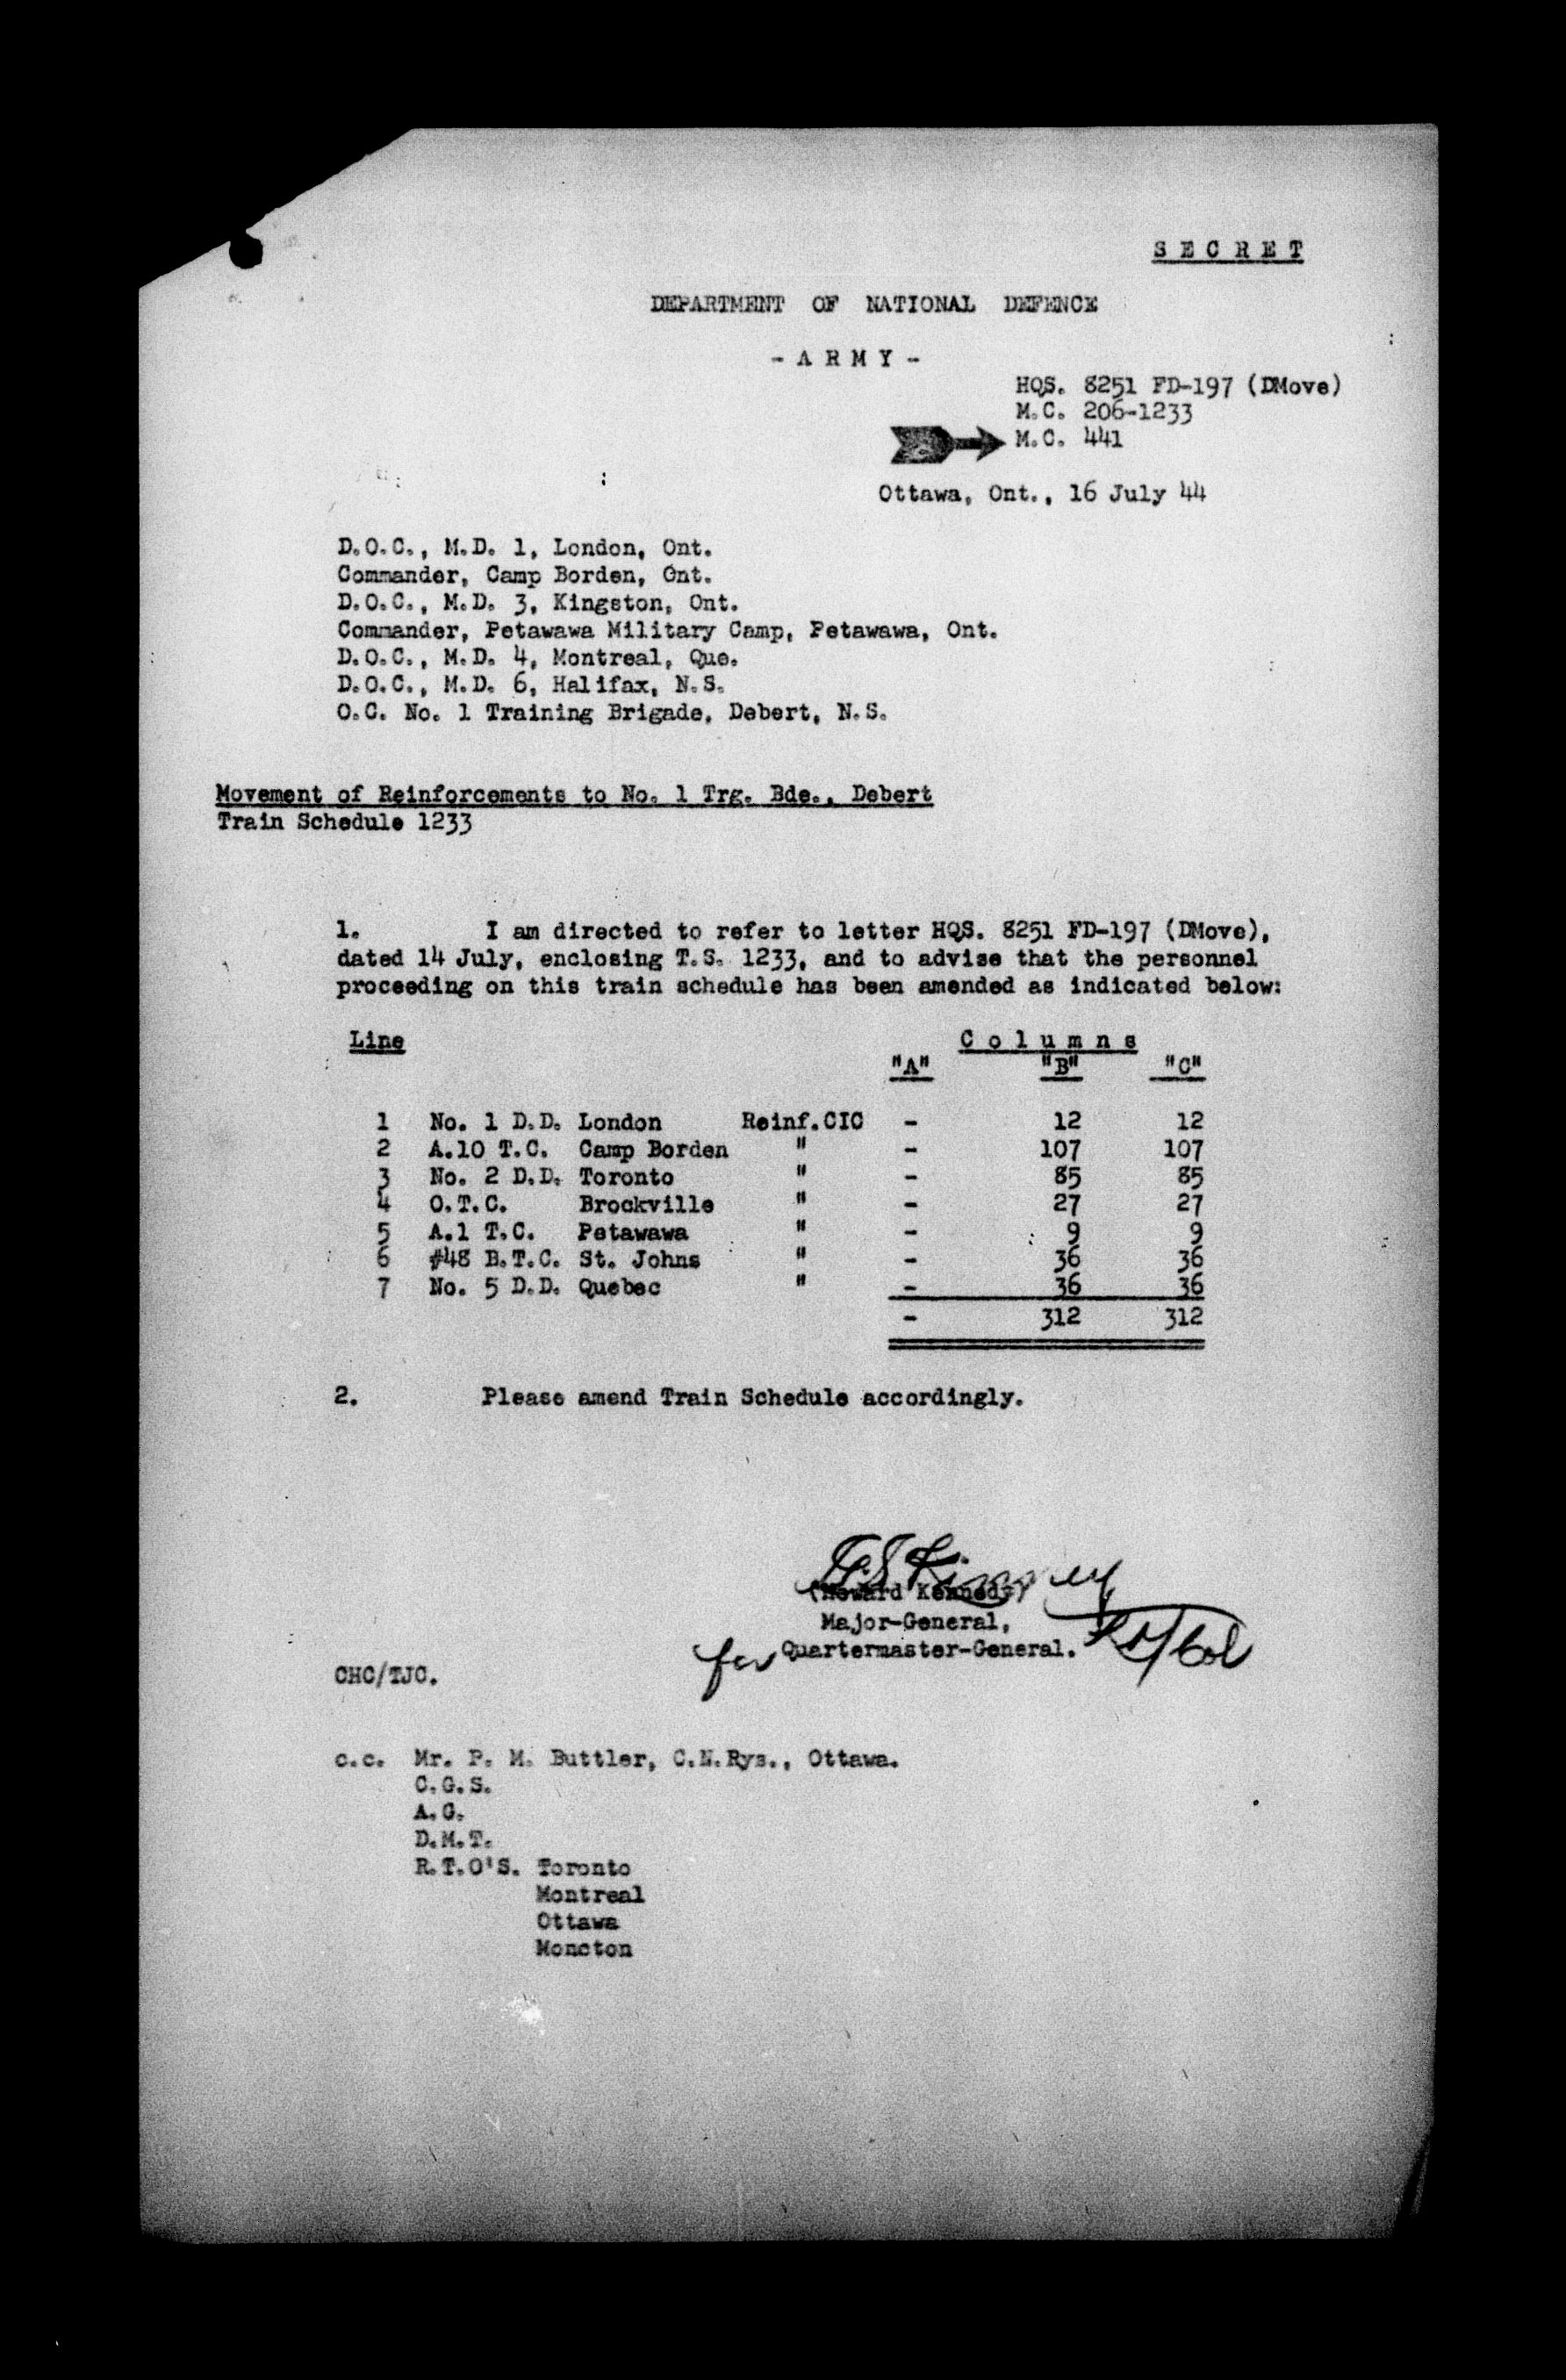 S E C R E T
DEPARTMENT OF NATIONAL DEFENCE
- A R M Y -
HQS. 8251 FD-197 (DMove)
M.C. 206-1233
M.C. 441
Ottawa, Ont., 16 July 44
D.O.C., M.D. 1, London, Ont.
Commander, Camp Borden, Ont.
D.O.C., M.D. 3, Kingston, Ont.
Commander, Petawawa Military Camp, Petawawa, Ont.
D.O.C., M.D. 4, Montreal, Que.
D.O.C., M.D. 6, Halifax, N.S.
O.C. No. 1 Training Brigade, Debert, N.S.
Movement of Reinforcements to No. 1 Trg. Bde., Debert
Train Schedule 1233
1. I am directed to refer to letter HQS. 8251 FD-197 (DMove),
dated 14 July, enclosing T.S. 1233, and to advise that the personnel
proceeding on this train schedule has been amended as indicated below:
Line C o l u m n s
"A" "B" "C"
1 No. 1 D.D. London Reinf.CIC - 12 12
2 A.10 T.C. Camp Borden " - 107 107
3 No. 2 D.D. Toronto " - 85 85
4 O.T.C. Brockville " - 27 27
5 A.1 T.C. Petawawa " - 9 9
6 #48 B.T.C. St. Johns " - 36 36
7 No. 5 D.D. Quebec " - 36 36
- 312 312
2. Please amend Train Schedule accordingly.
(Howard Kennedy)
Major-General,
for Quartermaster-General.
CHC/TJC.
c.c. Mr. P. M. Buttler, C.N.Rys., Ottawa.
C.G.S.
A.G.
D.M.T.
R.T.O'S. Toronto
Montreal
Ottawa
Moncton